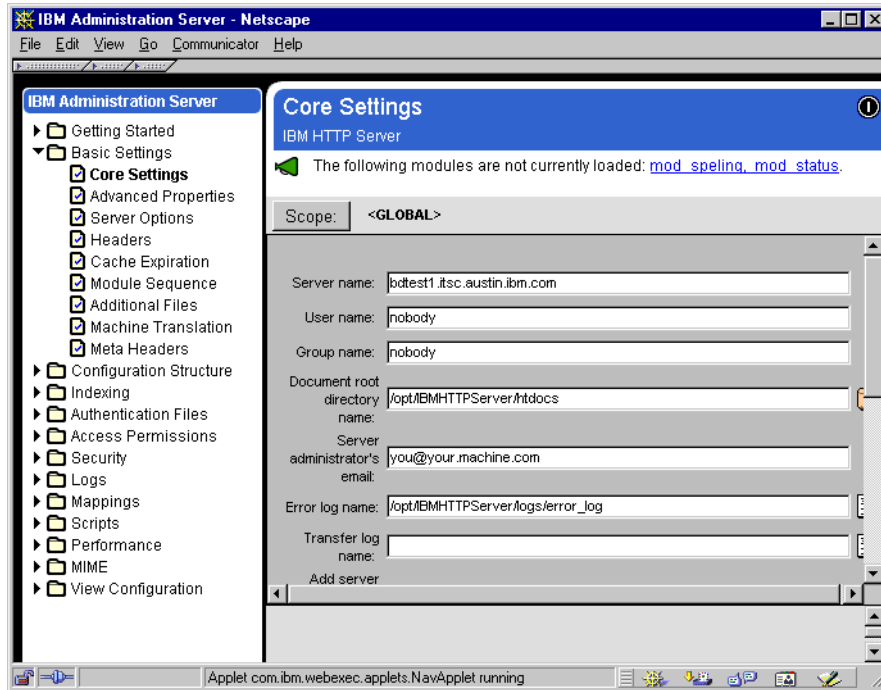 IBM Administration Server - Netscape
File Edit View Go Communicator Help
IBM Administration Server
Getting Started
Basic Settings
Core Settings
Advanced Properties
Server Options
Headers
Cache Expiration
Module Sequence
Additional Files
Machine Translation
Meta Headers
Configuration Structure
Indexing
Authentication Files
Access Permissions
Security
Logs
Mappings
Scripts
Performance
MIME
View Configuration
Core Settings
IBM HTTP Server
The following modules are not currently loaded: mod_speling, mod_status.
Scope: <GLOBAL>
Server name: bdtest1.itsc.austin.ibm.com
User name: nobody
Group name: nobody
Document root
directory
name:
/opt/IBMHTTPServer/htdocs
Server
administrator's
email:
you@your.machine.com
Error log name: /opt/IBMHTTPServer/logs/error_log
Transfer log
name:
Add server
Applet com.ibm.webexec.applets.NavApplet running